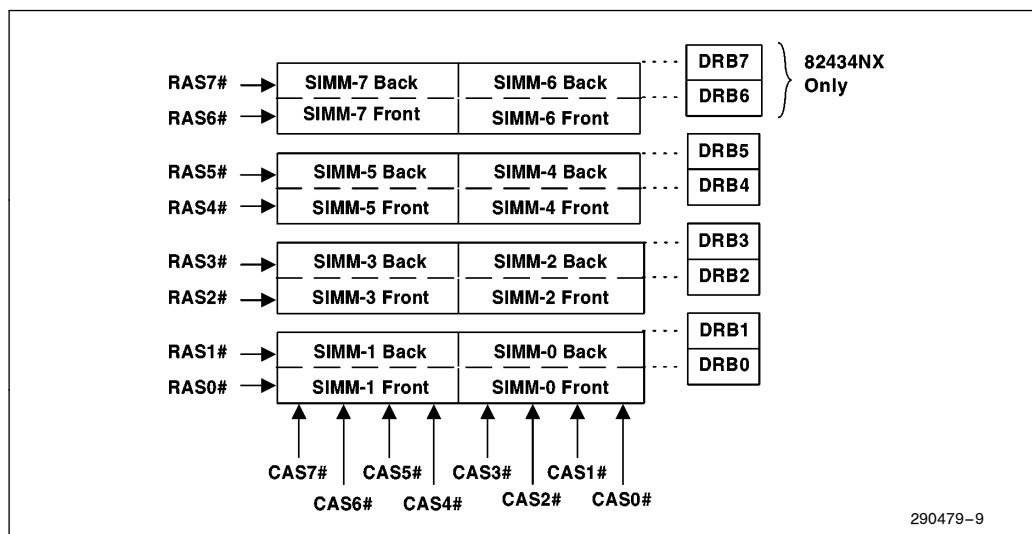 RAS7# SIMM-7 Back SIMM-6 Back DRB7 82434NX
RAS6# SIMM-7 Front SIMM-6 Front DRB6 Only
RAS5# SIMM-5 Back SIMM-4 Back DRB5
RAS4# SIMM-5 Front SIMM-4 Front DRB4
RAS3# SIMM-3 Back SIMM-2 Back DRB3
RAS2# SIMM-3 Front SIMM-2 Front DRB2
RAS1# SIMM-1 Back SIMM-0 Back DRB1
RAS0# SIMM-1 Front SIMM-0 Front DRB0
CAS7# CAS5# CAS3# CAS1#
CAS6# CAS4# CAS2# CAS0#
290479–9